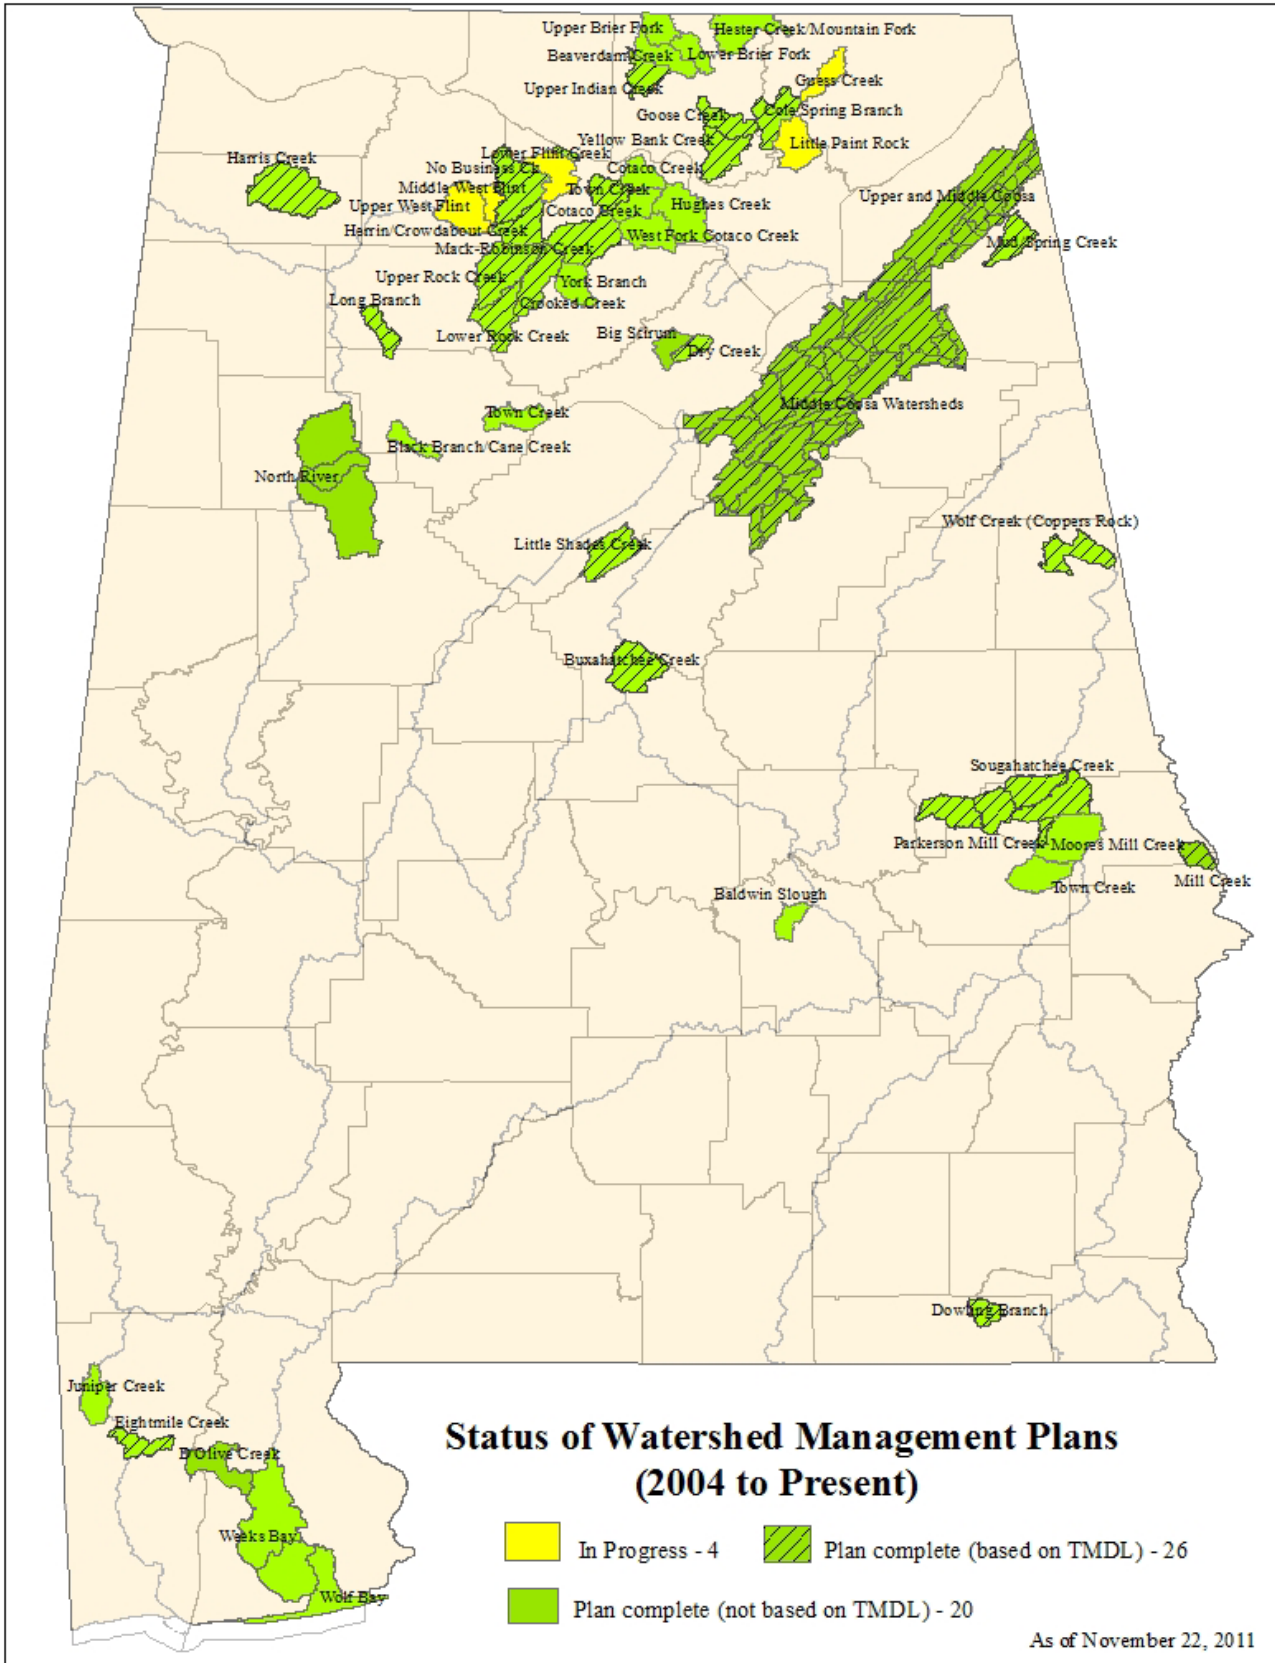 Upper Brier Fork
Hester Creek/Mountain Fork
Beaverdam Creek
Lower Brier Fork
Upper Indian Creek
Guess Creek
Goose Creek
Cole Spring Branch
Yellow Bank Creek
Little Paint Rock
Harris Creek
Lower Flint Creek
No Business Ck
Cotaco Creek
Middle West Flint
Town Creek
Upper and Middle Coosa
Upper West Flint
Cotaco Creek
Hughes Creek
Herrin/Crowdabout Creek
West Fork Cotaco Creek
Mud/Spring Creek
Mack-Robinson Creek
Upper Rock Creek
York Branch
Long Branch
Crooked Creek
Lower Rock Creek
Big Scirum
Dry Creek
Middle Coosa Watersheds
Town Creek
Black Branch/Cane Creek
North River
Wolf Creek (Coppers Rock)
Little Shades Creek
Buxahatchee Creek
Sougahatchee Creek
Parkerson Mill Creek
Moores Mill Creek
Mill Creek
Town Creek
Baldwin Slough
Dowling Branch
Juniper Creek
Eightmile Creek
D Olive Creek
Weeks Bay
Wolf Bay
Status of Watershed Management Plans
(2004 to Present)
In Progress - 4
Plan complete (based on TMDL) - 26
Plan complete (not based on TMDL) - 20
As of November 22, 2011